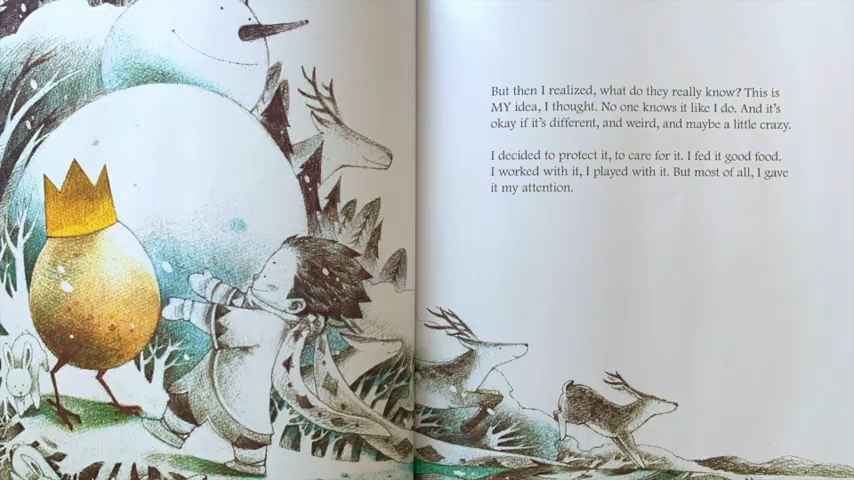 But then I realized, what do they really know? This is
MY idea, I thought. No one knows it like I do. And it's
okay if it's different, and weird, and maybe a little crazy.
I decided to protect it, to care for it. I fed it good food.
I worked with it, I played with it. But most of all, I gave
it my attention.